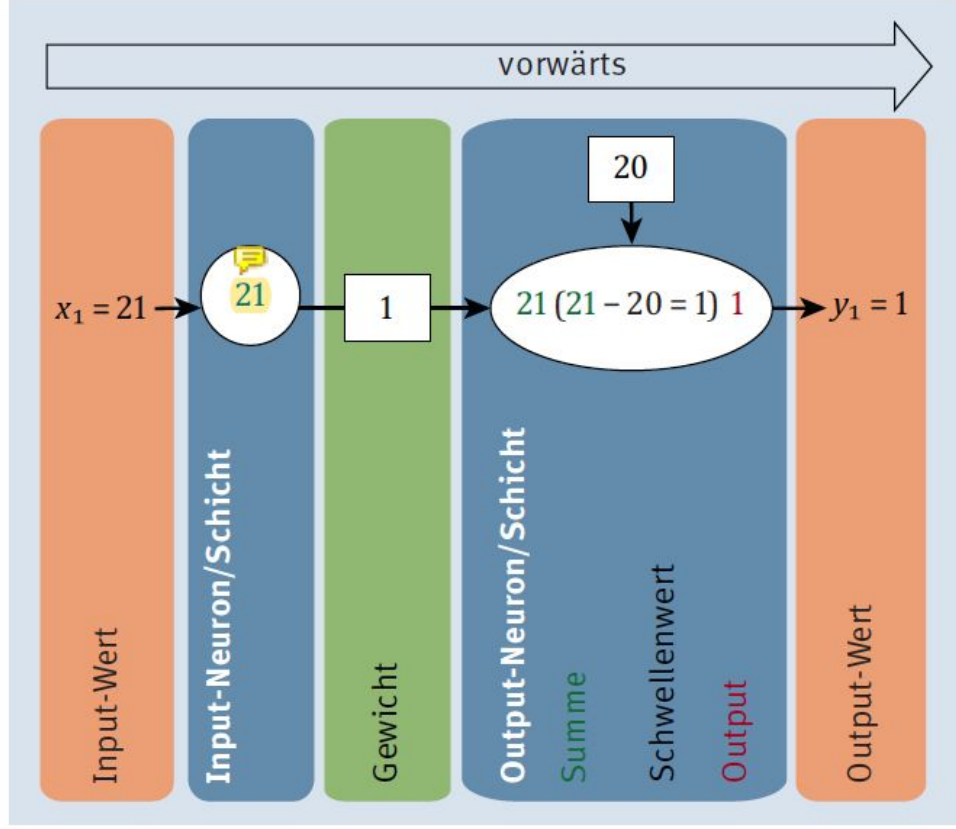 vorwärts
20
x₁ = 21
21
1
21 (21 – 20 = 1) 1
y₁ = 1
Input-Wert
Input-Neuron/Schicht
Gewicht
Output-Neuron/Schicht
Summe
Schwellenwert
Output
Output-Wert